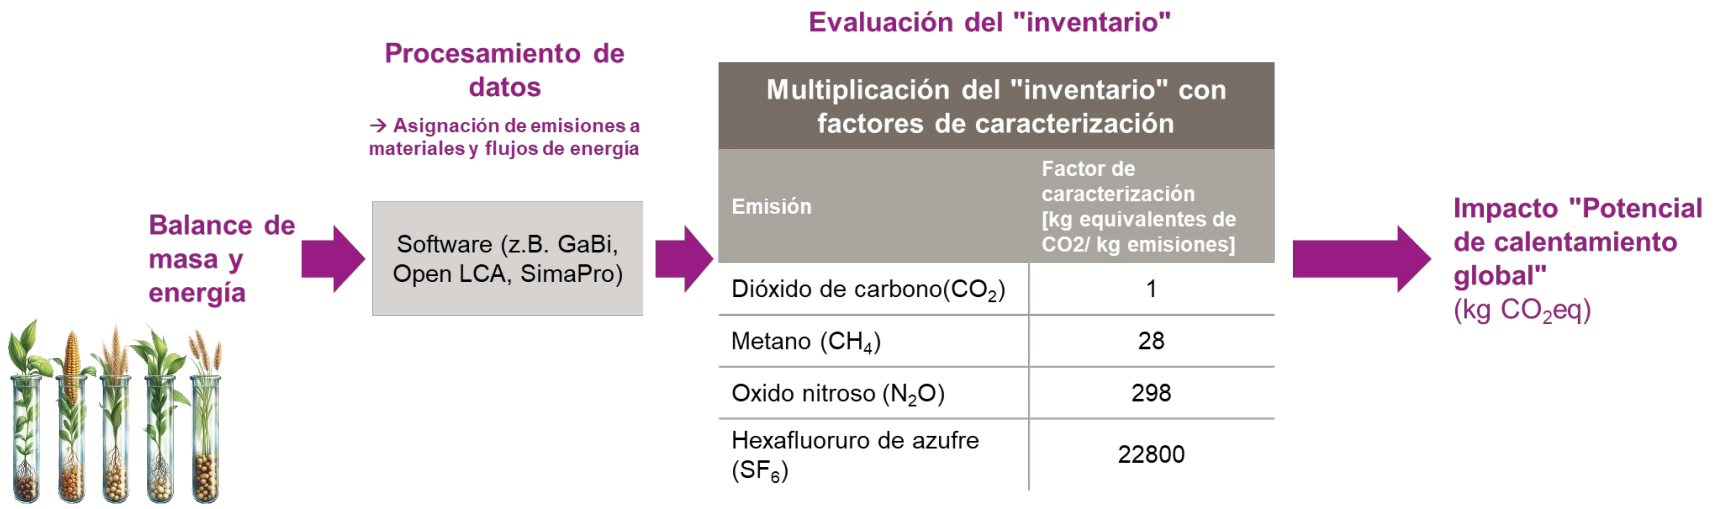 Evaluación del "inventario"
Procesamiento de
datos
→ Asignación de emisiones a
materiales y flujos de energía
Balance de
masa y
energía
Software (z.B. GaBi,
Open LCA, SimaPro)
Multiplicación del "inventario" con
factores de caracterización
Emisión
Factor de
caracterización
[kg equivalentes de
CO2/ kg emisiones]
Dióxido de carbono(CO₂) 1
Metano (CH₄) 28
Oxido nitroso (N₂O) 298
Hexafluoruro de azufre
(SF₆)
22800
Impacto "Potencial
de calentamiento
global"
(kg CO₂eq)